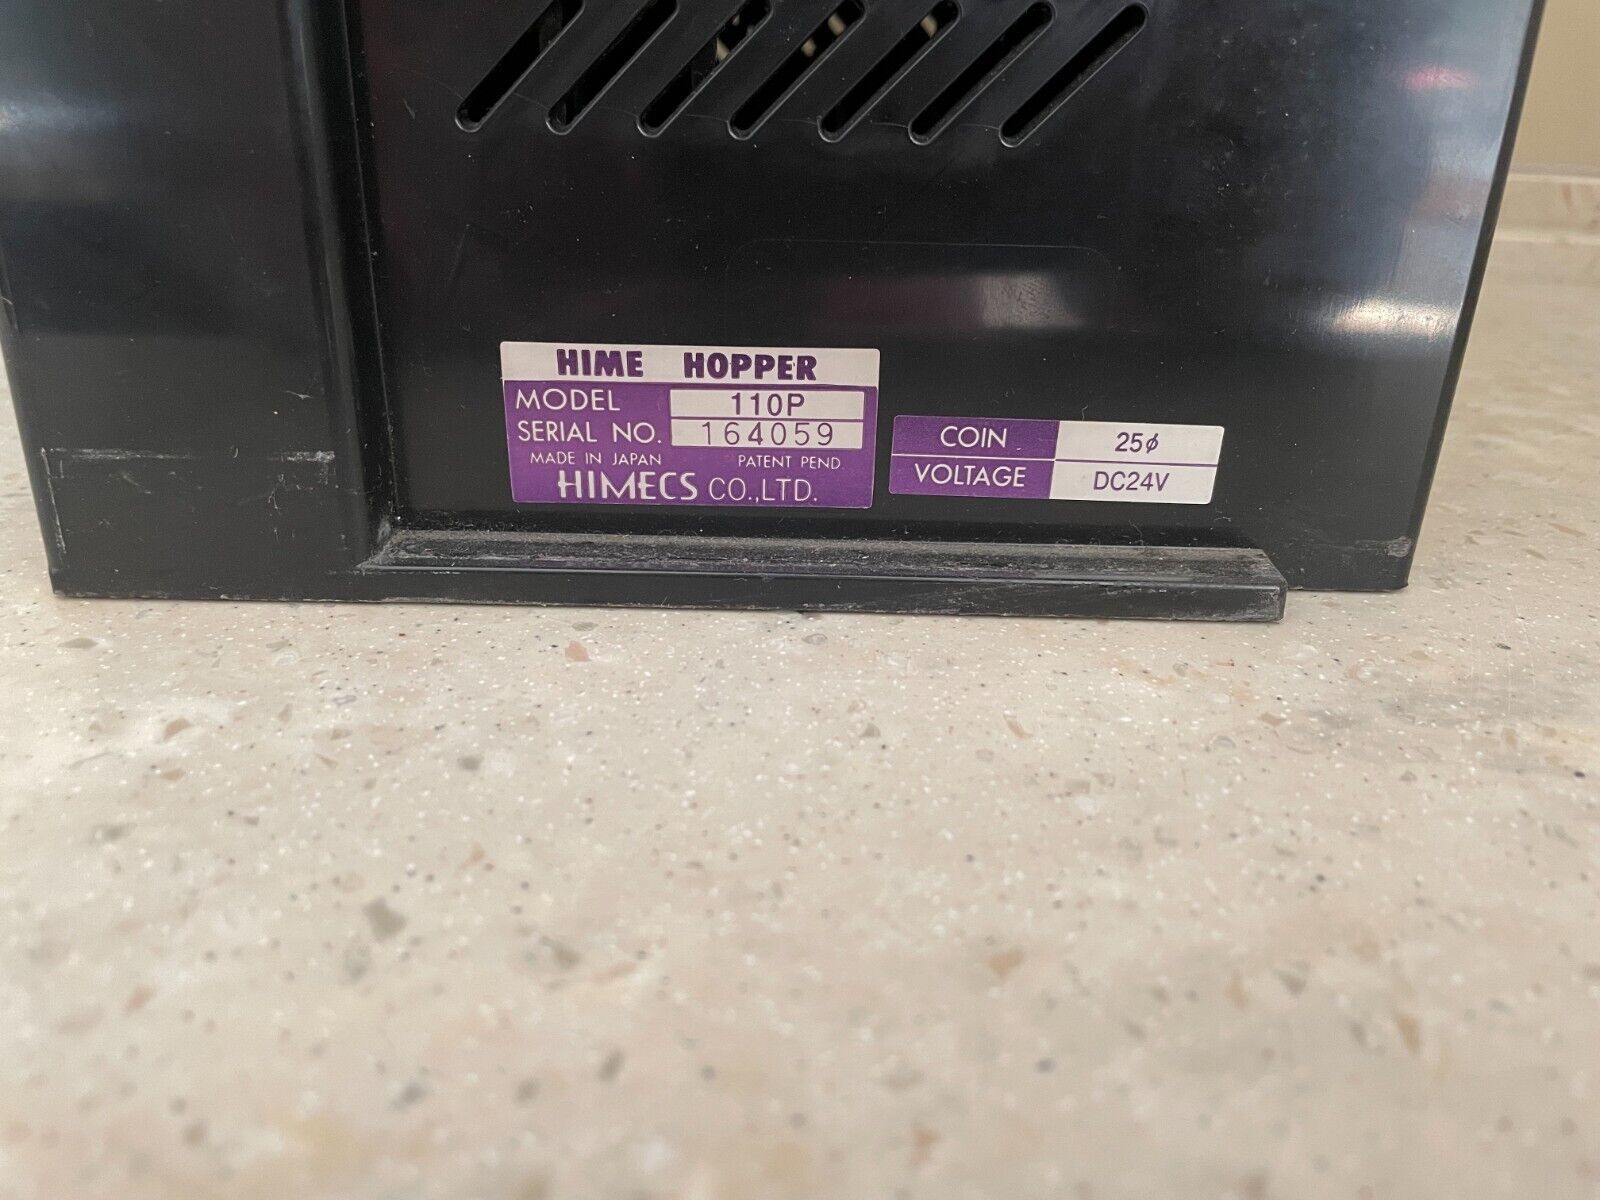 HIME HOPPER
MODEL 110P
SERIAL NO. 164059
MADE IN JAPAN PATENT PEND.
HIMECS CO.,LTD.
COIN 25¢
VOLTAGE DC24V